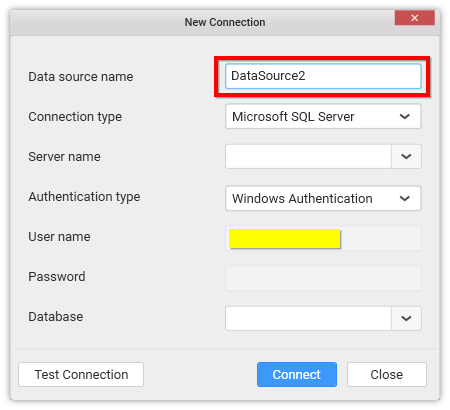 New Connection
Data source name
DataSource2
Connection type
Microsoft SQL Server
Server name
Authentication type
Windows Authentication
User name
Password
Database
Test Connection
Connect
Close